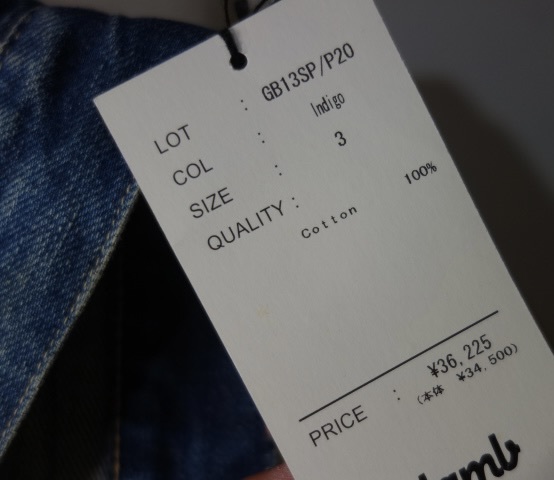 LOT : GB13SP/P20
COL : Indigo
SIZE : 3
QUALITY :
Cotton 100%
PRICE : ¥36,225
(本体 ¥34,500)